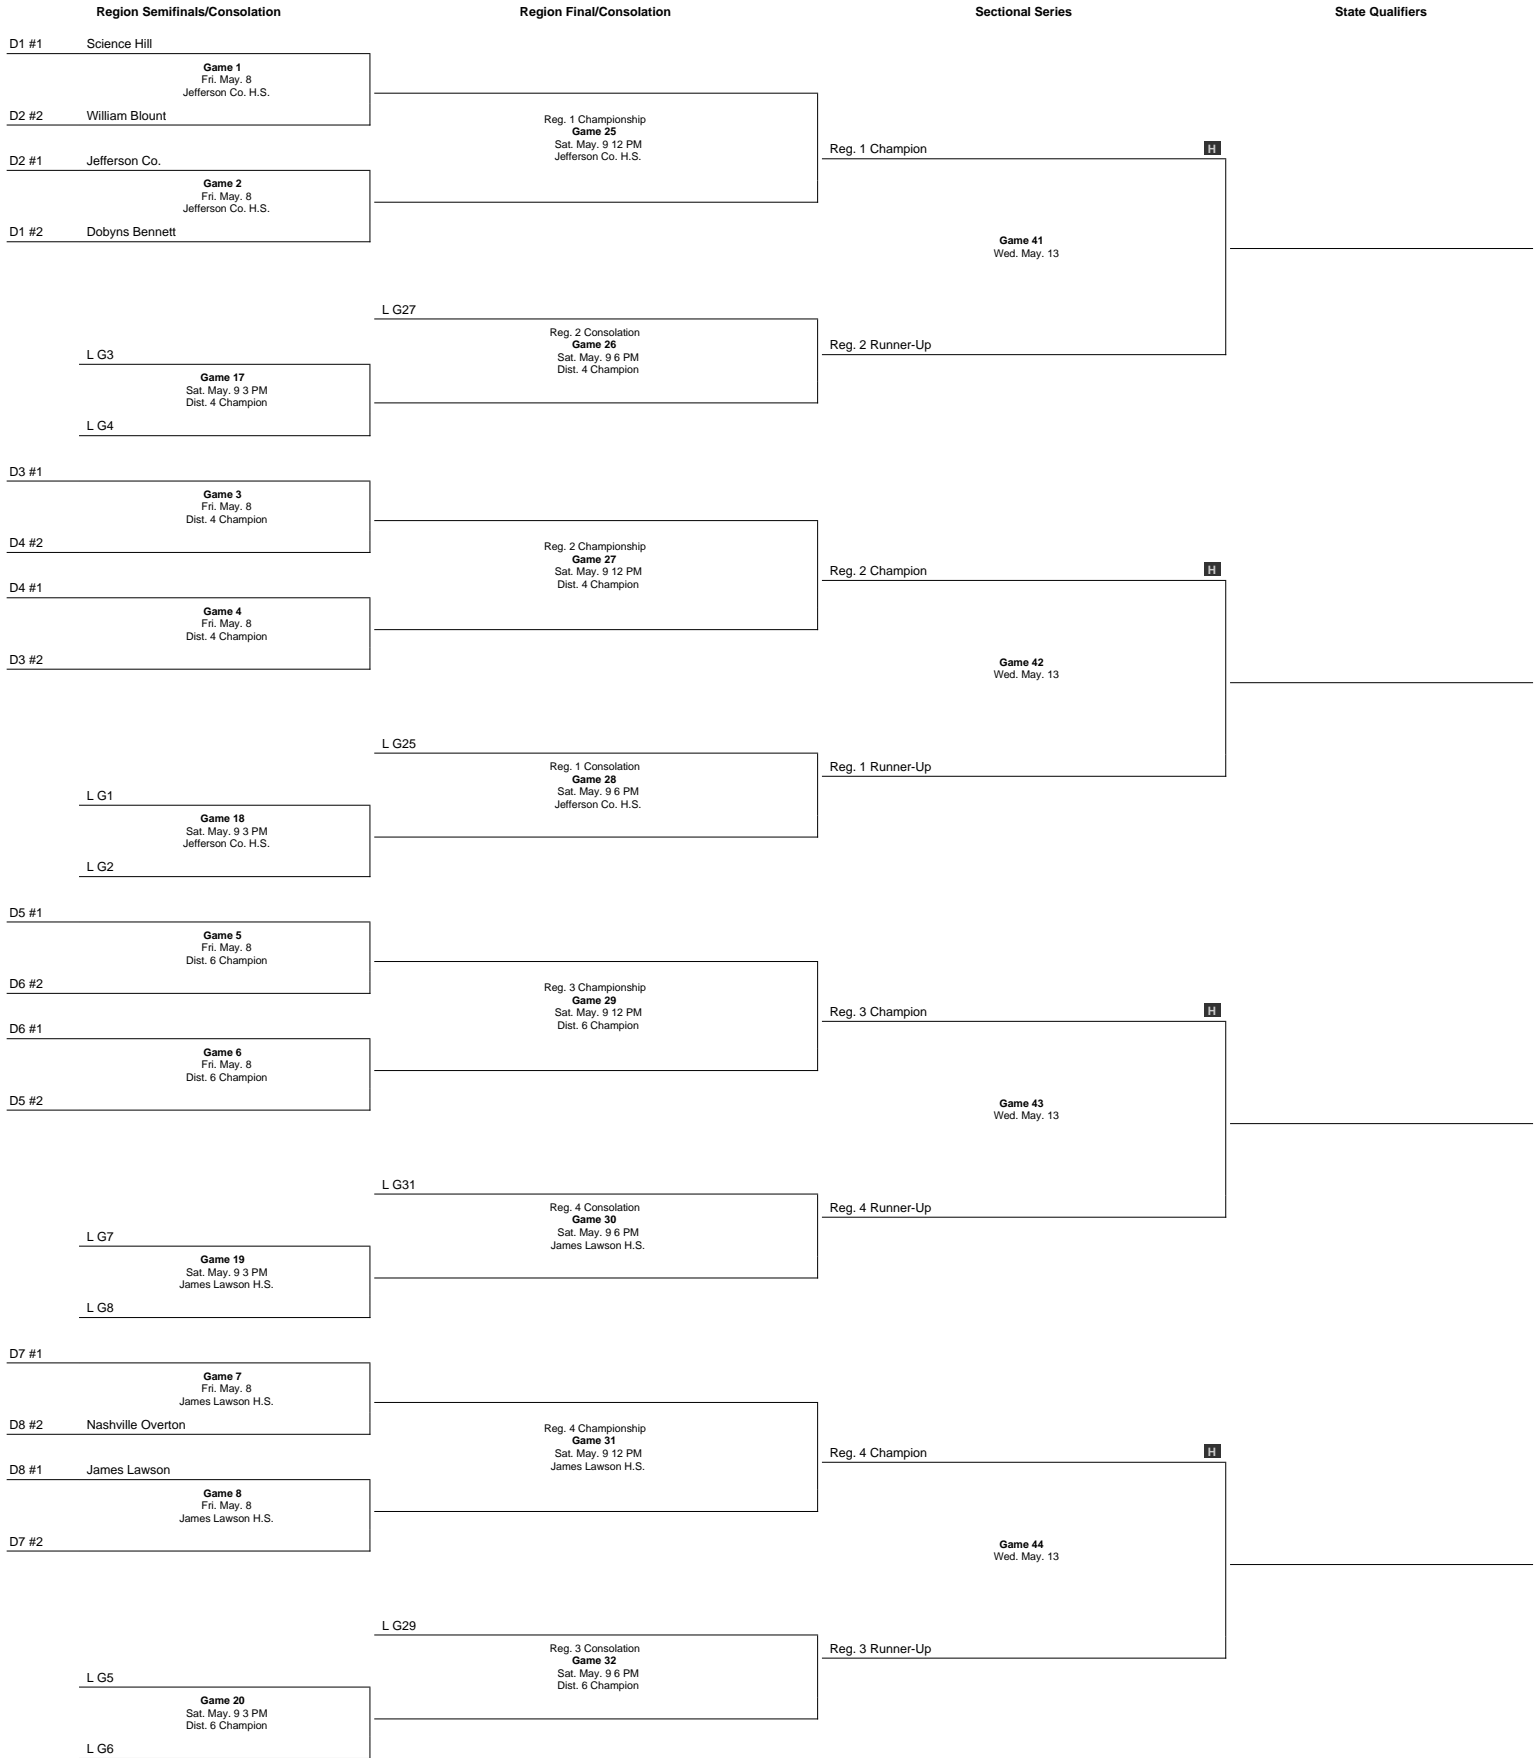 Region Semifinals/Consolation Region Final/Consolation Sectional Series State Qualifiers
D1 #1 Science Hill
Game 1
Fri. May. 8
Jefferson Co. H.S.
D2 #2 William Blount
D2 #1 Jefferson Co.
Game 2
Fri. May. 8
Jefferson Co. H.S.
D1 #2 Dobyns Bennett
Reg. 1 Championship
Game 25
Sat. May. 9 12 PM
Jefferson Co. H.S.
Reg. 1 Champion H
Game 41
Wed. May. 13
L G27
Reg. 2 Consolation
Game 26
Sat. May. 9 6 PM
Dist. 4 Champion
Reg. 2 Runner-Up
L G3
Game 17
Sat. May. 9 3 PM
Dist. 4 Champion
L G4
D3 #1
Game 3
Fri. May. 8
Dist. 4 Champion
D4 #2
D4 #1
Game 4
Fri. May. 8
Dist. 4 Champion
D3 #2
Reg. 2 Championship
Game 27
Sat. May. 9 12 PM
Dist. 4 Champion
Reg. 2 Champion H
Game 42
Wed. May. 13
L G25
Reg. 1 Consolation
Game 28
Sat. May. 9 6 PM
Jefferson Co. H.S.
Reg. 1 Runner-Up
L G1
Game 18
Sat. May. 9 3 PM
Jefferson Co. H.S.
L G2
D5 #1
Game 5
Fri. May. 8
Dist. 6 Champion
D6 #2
D6 #1
Game 6
Fri. May. 8
Dist. 6 Champion
D5 #2
Reg. 3 Championship
Game 29
Sat. May. 9 12 PM
Dist. 6 Champion
Reg. 3 Champion H
Game 43
Wed. May. 13
L G31
Reg. 4 Consolation
Game 30
Sat. May. 9 6 PM
James Lawson H.S.
Reg. 4 Runner-Up
L G7
Game 19
Sat. May. 9 3 PM
James Lawson H.S.
L G8
D7 #1
Game 7
Fri. May. 8
James Lawson H.S.
D8 #2 Nashville Overton
D8 #1 James Lawson
Game 8
Fri. May. 8
James Lawson H.S.
D7 #2
Reg. 4 Championship
Game 31
Sat. May. 9 12 PM
James Lawson H.S.
Reg. 4 Champion H
Game 44
Wed. May. 13
L G29
Reg. 3 Consolation
Game 32
Sat. May. 9 6 PM
Dist. 6 Champion
Reg. 3 Runner-Up
L G5
Game 20
Sat. May. 9 3 PM
Dist. 6 Champion
L G6